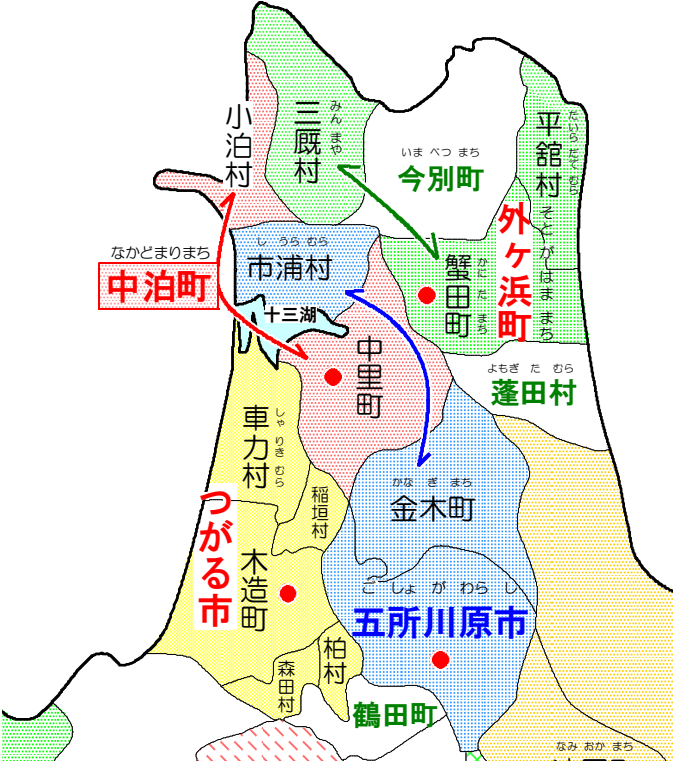 小泊村
三厩村
みんまや
いまべつまち
今別町
平舘村
たいらだてむら
外ヶ浜町
そとがはままち
なかどまりまち
中泊町
しうらむら
市浦村
十三湖
蟹田町
かにたまち
中里町
よもぎたむら
蓬田村
車力村
しゃりきむら
かなぎまち
金木町
稲垣村
つがる市
木造町
ごしょがわらし
五所川原市
柏村
森田村
鶴田町
なみおかまち